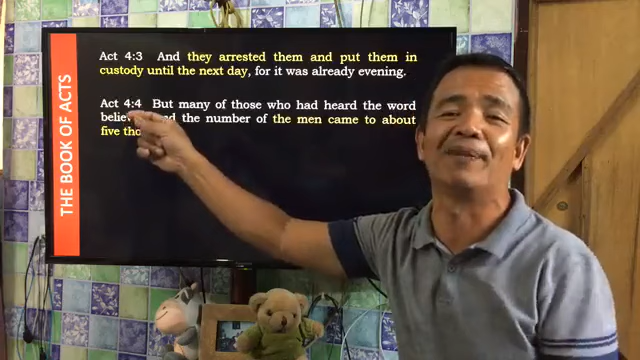 THE BOOK OF ACTS
Act 4:3 And they arrested them and put them in
custody until the next day, for it was already evening.
Act 4:4 But many of those who had heard the word
the number of the men came to about
five